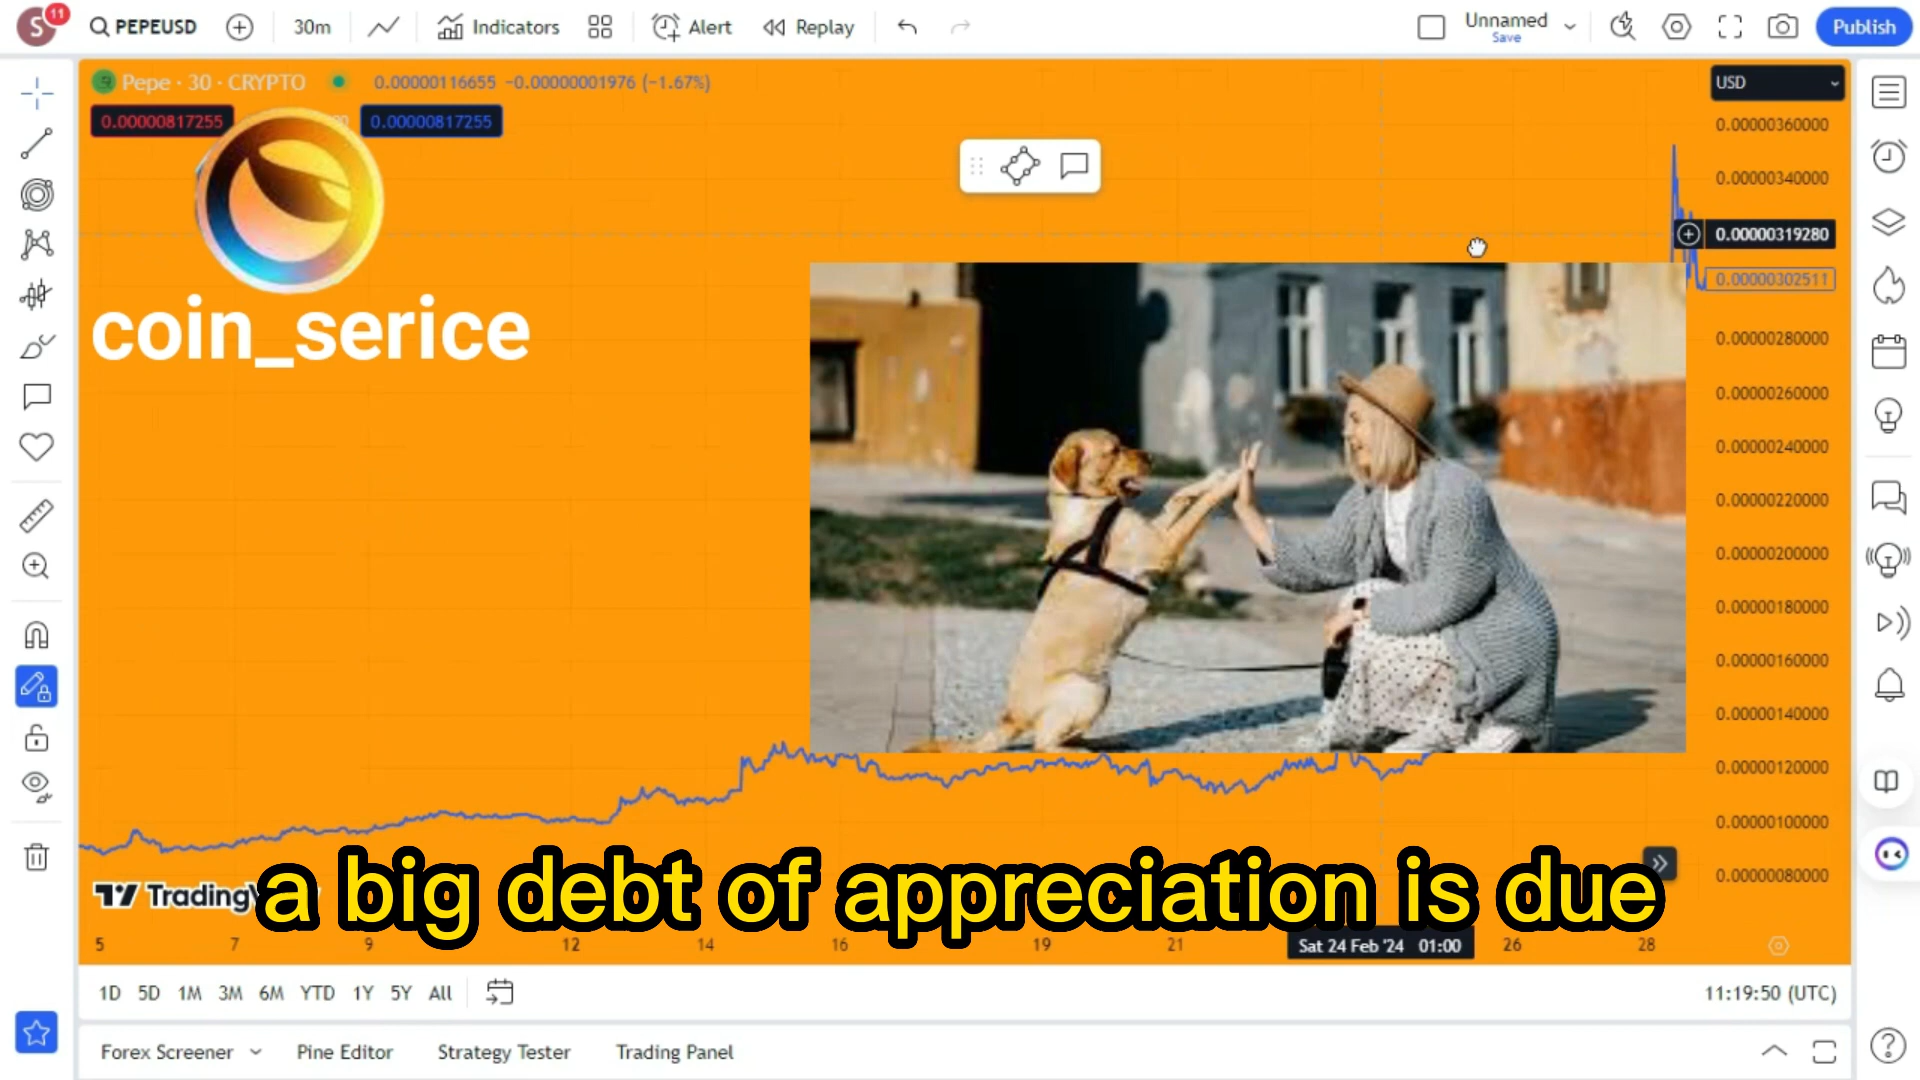 S 11 PEPEUSD 30m Indicators Alert Replay Unnamed Save Publish
Pepe · 30 · CRYPTO 0.00000116655 −0.00000001976 (−1.67%) USD
0.00000817255 0.00000817255
0.00000360000
0.00000340000
0.00000319280
0.00000302511
coin_serice
0.00000280000
0.00000260000
0.00000240000
0.00000220000
0.00000200000
0.00000180000
0.00000160000
0.00000140000
0.00000120000
0.00000100000
0.00000080000
a big debt of appreciation is due
5 7 9 12 14 16 19 21 Sat 24 Feb '24 01:00 26 28
1D 5D 1M 3M 6M YTD 1Y 5Y All 11:19:50 (UTC)
Forex Screener Pine Editor Strategy Tester Trading Panel